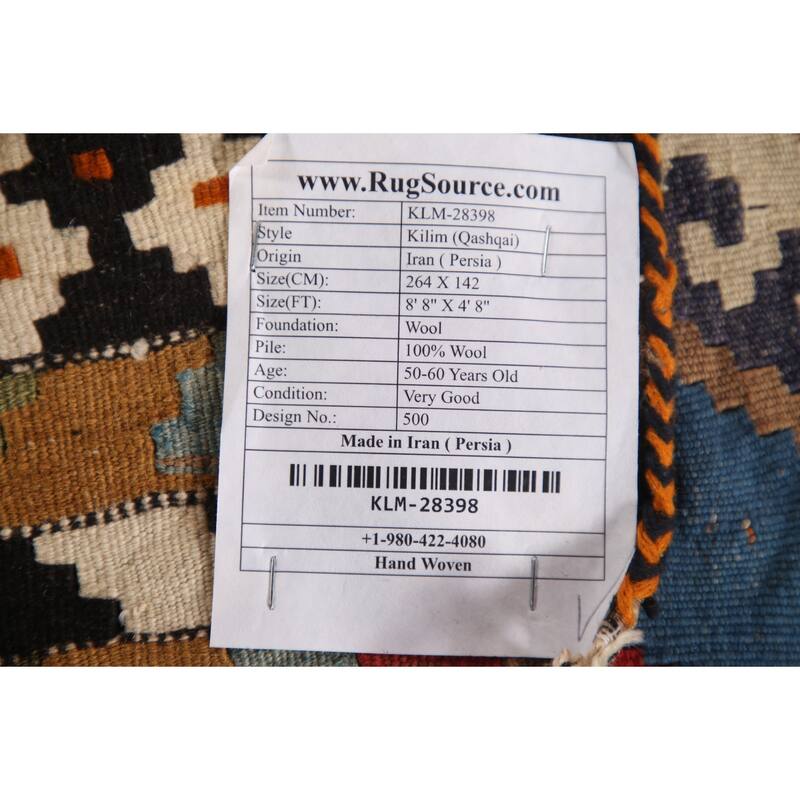 www.RugSource.com
Item Number: KLM-28398
Style Kilim (Qashqai)
Origin Iran ( Persia )
Size(CM): 264 X 142
Size(FT): 8' 8" X 4' 8"
Foundation: Wool
Pile: 100% Wool
Age: 50-60 Years Old
Condition: Very Good
Design No.: 500
Made in Iran ( Persia )
KLM-28398
+1-980-422-4080
Hand Woven